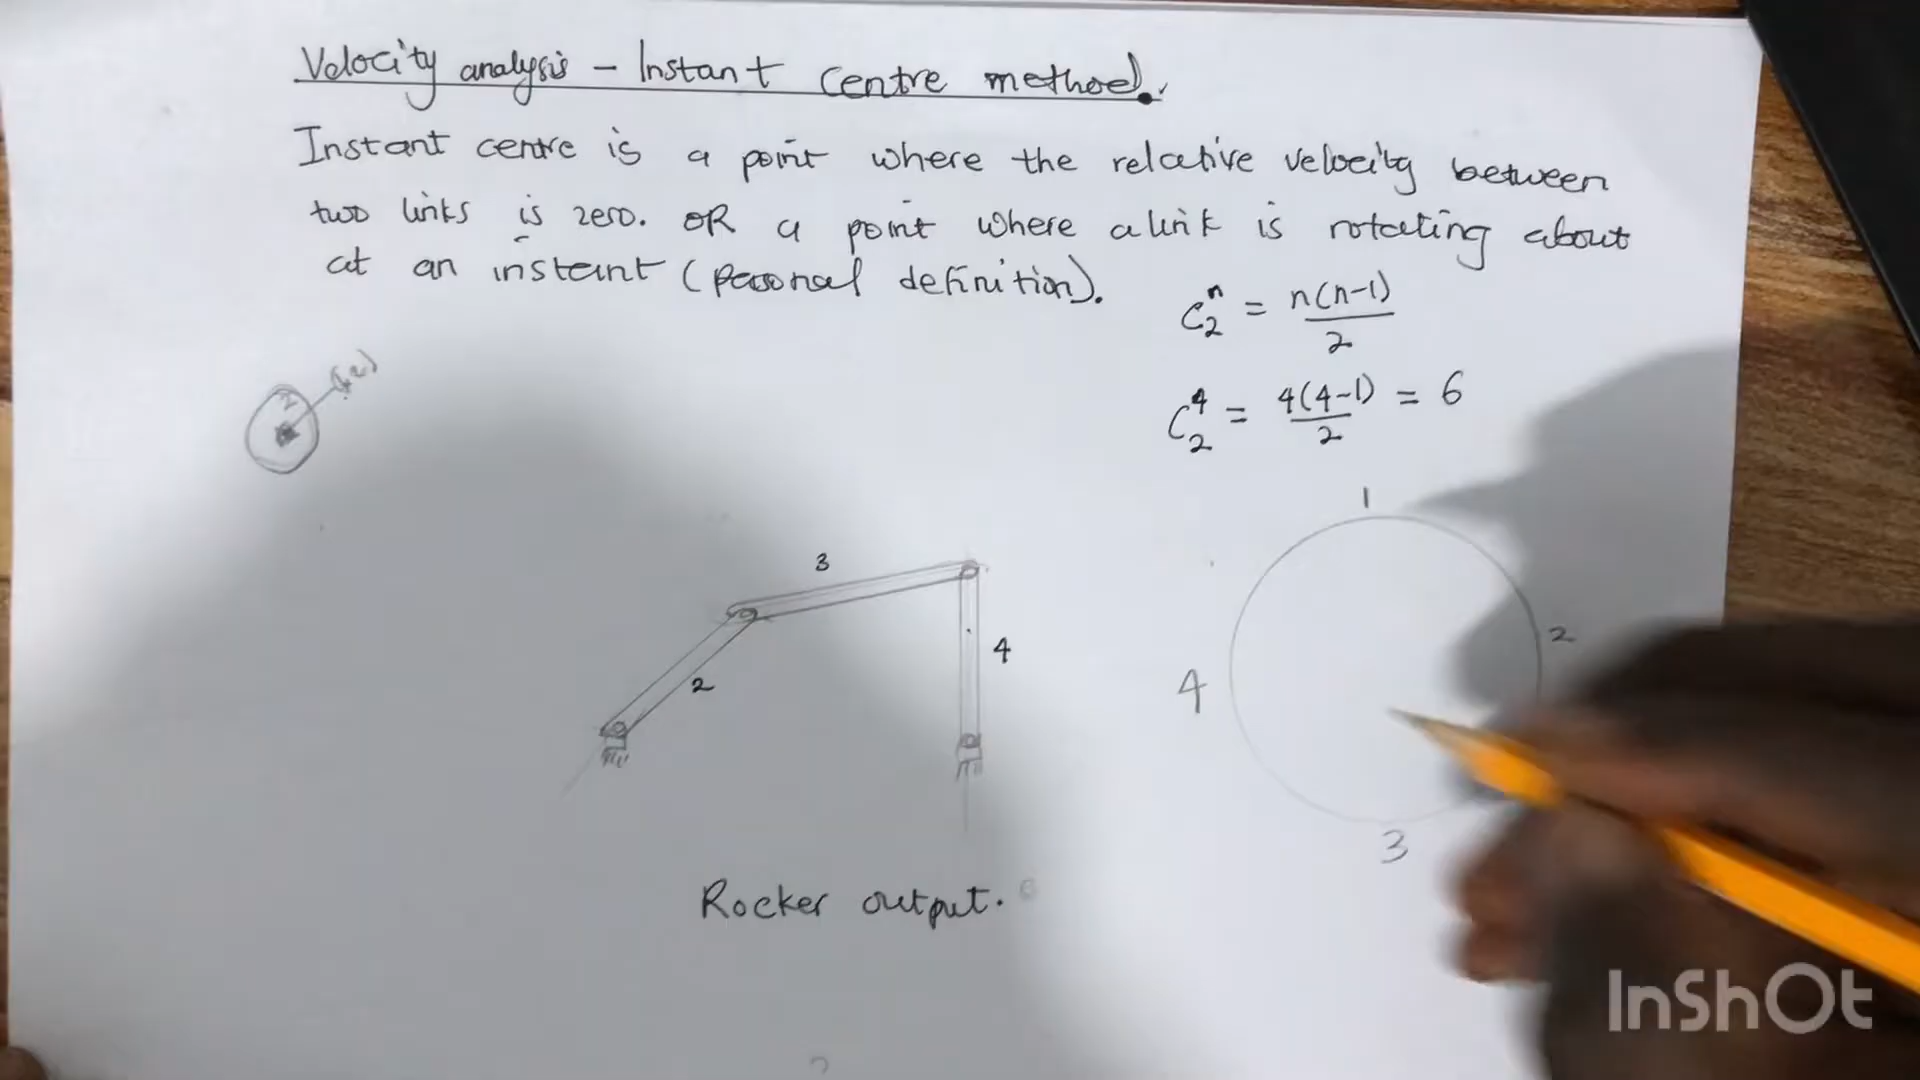 Velocity analysis - Instant centre method.
Instant centre is a point where the relative velocity between
two links is zero. OR a point where a link is rotating about
at an instant (personal definition).
C₂ⁿ = n(n-1)/2
C₂⁴ = 4(4-1)/2 = 6
2
1
3
2
4
4
2
3
Rocker output.
InShOt